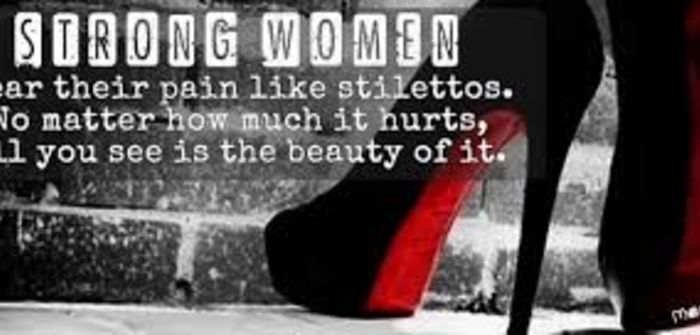 STRONG WOMEN
ear their pain like stilettos.
No matter how much it hurts,
ll you see is the beauty of it.